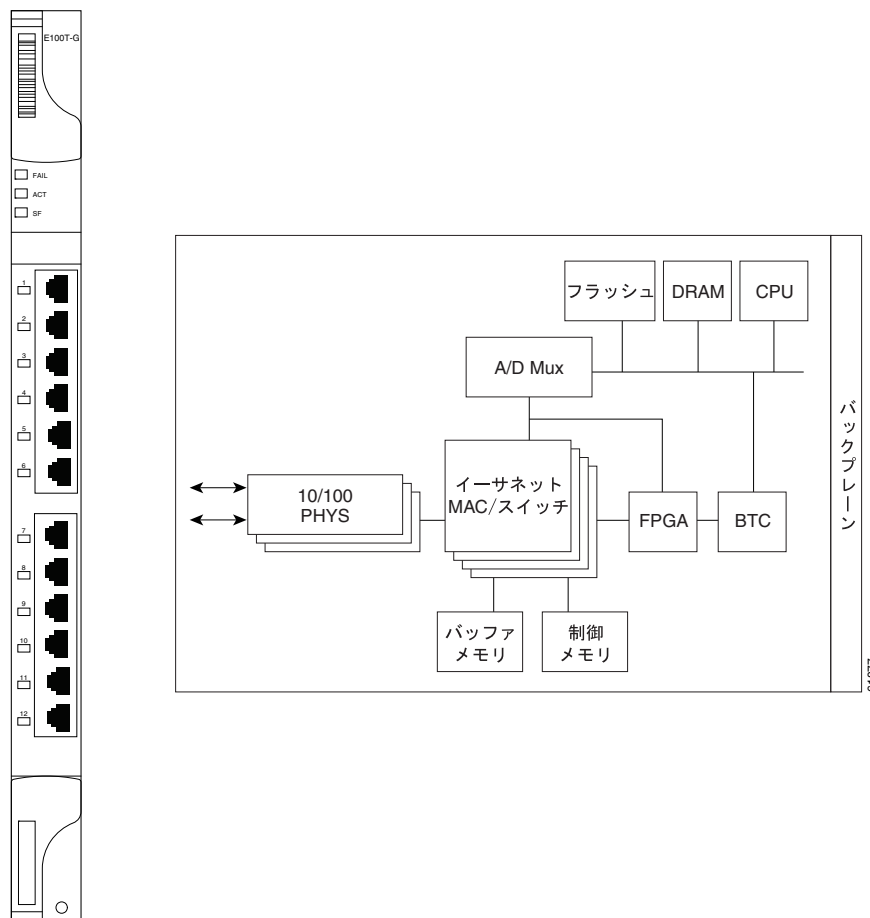 E100T-G
FAIL
ACT
SF
1
2
3
4
5
6
7
8
9
10
11
12
フラッシュ
DRAM
CPU
A/D Mux
イーサネット
MAC/スイッチ
10/100
PHYS
FPGA
BTC
バッファ
メモリ
制御
メモリ
バックプレーン